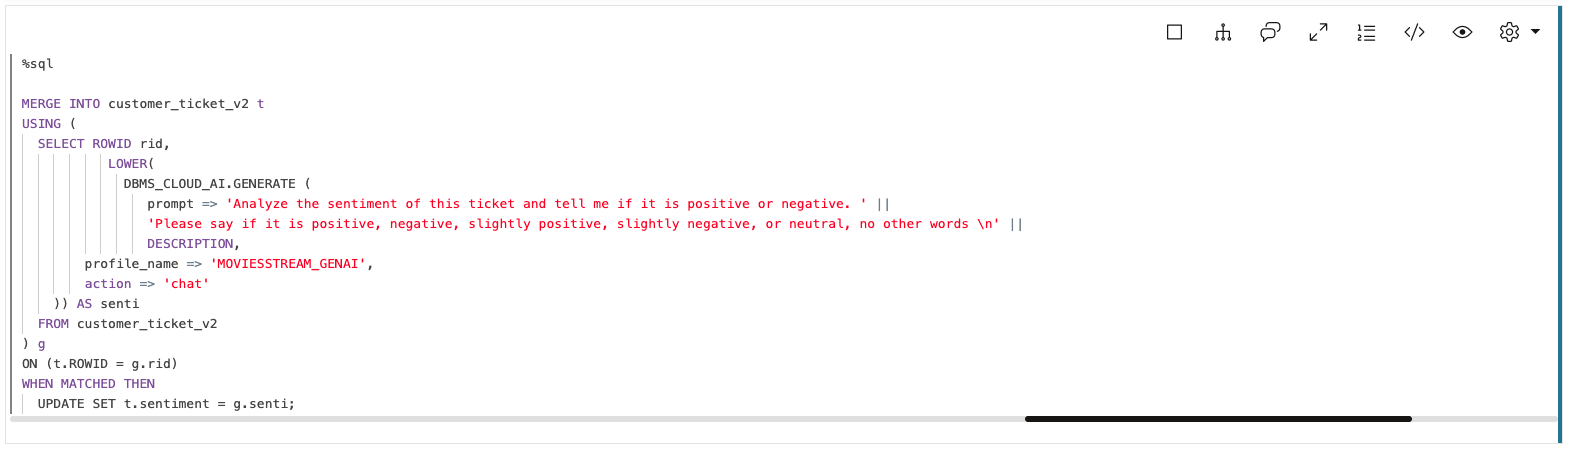 %sql
MERGE INTO customer_ticket_v2 t
USING (
SELECT ROWID rid,
LOWER(
DBMS_CLOUD_AI.GENERATE (
prompt => 'Analyze the sentiment of this ticket and tell me if it is positive or negative. ' ||
'Please say if it is positive, negative, slightly positive, slightly negative, or neutral, no other words \n' ||
DESCRIPTION,
profile_name => 'MOVIESSTREAM_GENAI',
action => 'chat'
)) AS senti
FROM customer_ticket_v2
) g
ON (t.ROWID = g.rid)
WHEN MATCHED THEN
UPDATE SET t.sentiment = g.senti;